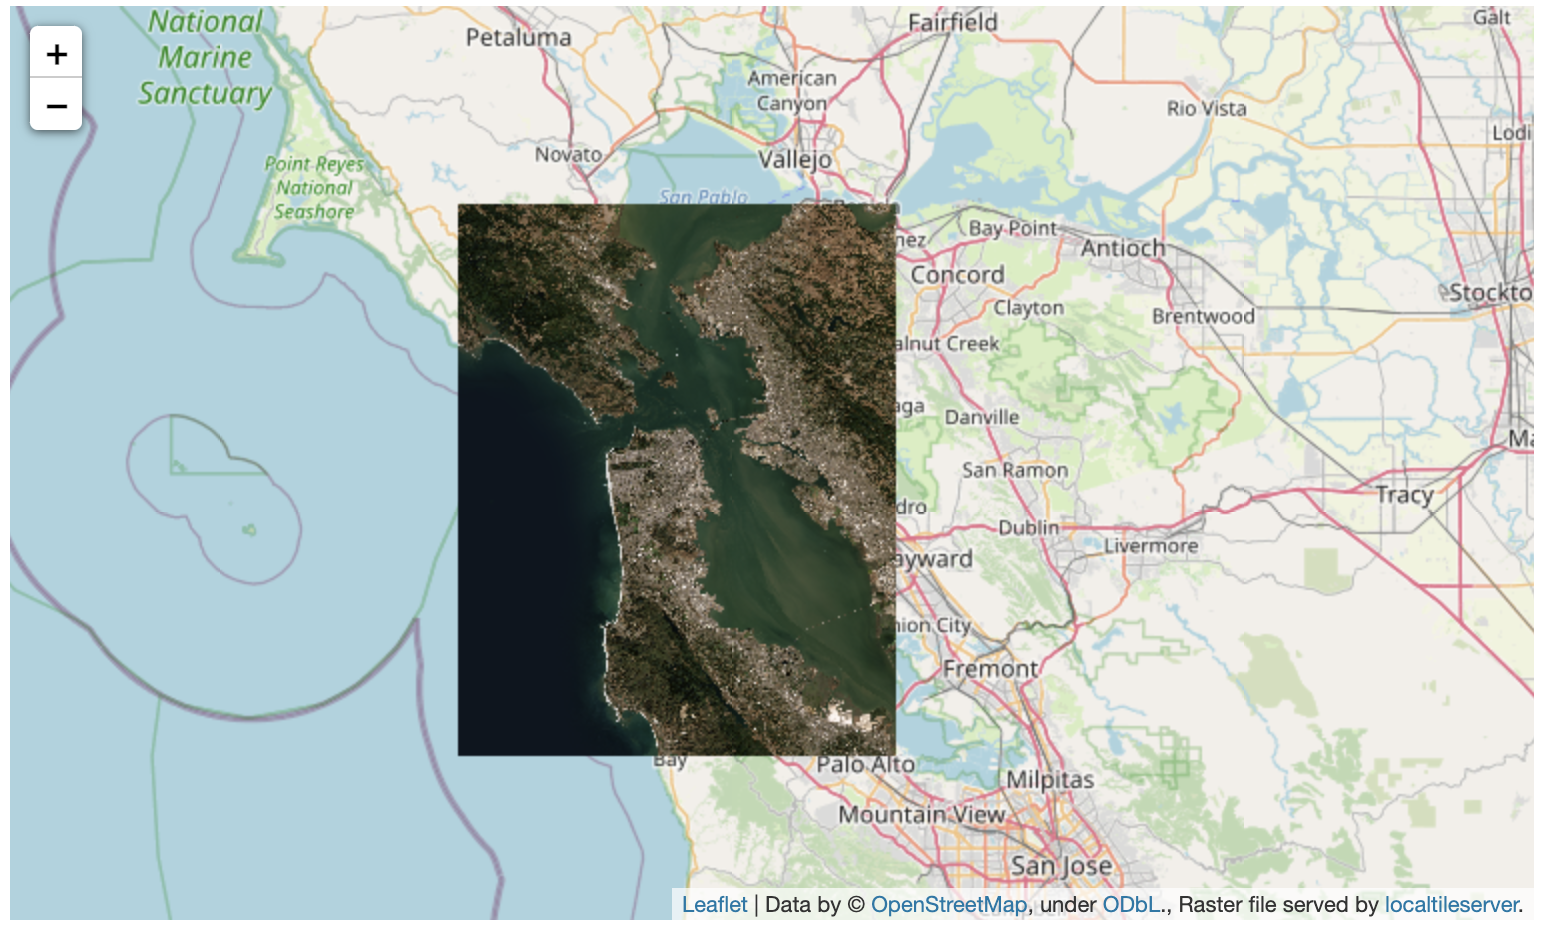 National
Marine
Sanctuary
+
−
Petaluma
Fairfield
Galt
American
Canyon
Rio Vista
Lodi
Point Reyes
National
Seashore
Novato
Vallejo
San Pablo
Bay Point
Antioch
Concord
Clayton
Brentwood
Stockto
alnut Creek
aga
Danville
San Ramon
Ma
Tracy
dro
Dublin
Livermore
ayward
nion City
Fremont
Bay
Palo Alto
Milpitas
Mountain View
San Jose
Leaflet | Data by © OpenStreetMap, under ODbL., Raster file served by localtileserver.